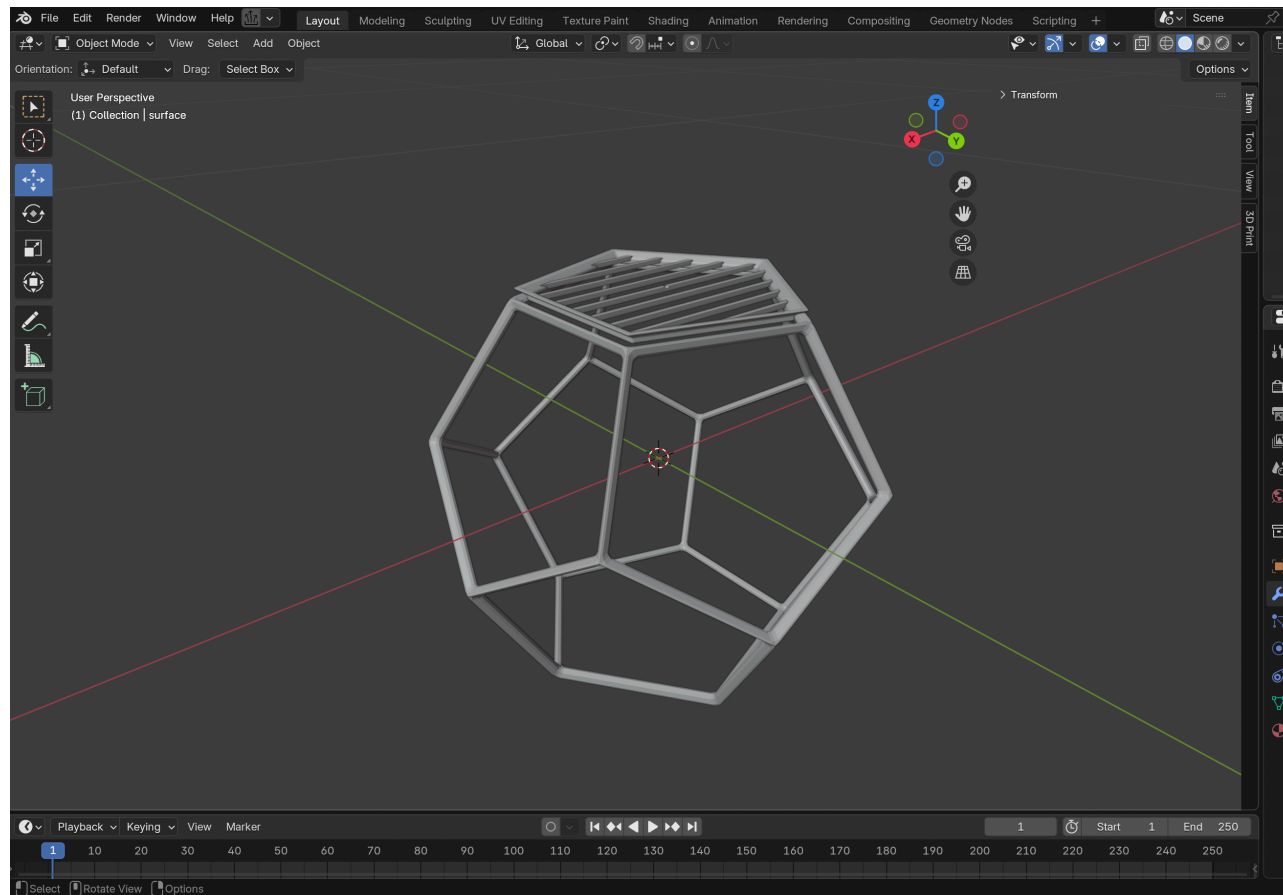 File Edit Render Window Help Layout Modeling Sculpting UV Editing Texture Paint Shading Animation Rendering Compositing Geometry Nodes Scripting + Scene
Object Mode View Select Add Object Global
Orientation: Default Drag: Select Box Options
User Perspective
(1) Collection | surface
Transform
Item
Tool
View
3D Print
Z
X
Y
Playback Keying View Marker 1 Start 1 End 250
1 10 20 30 40 50 60 70 80 90 100 110 120 130 140 150 160 170 180 190 200 210 220 230 240 250
Select Rotate View Options